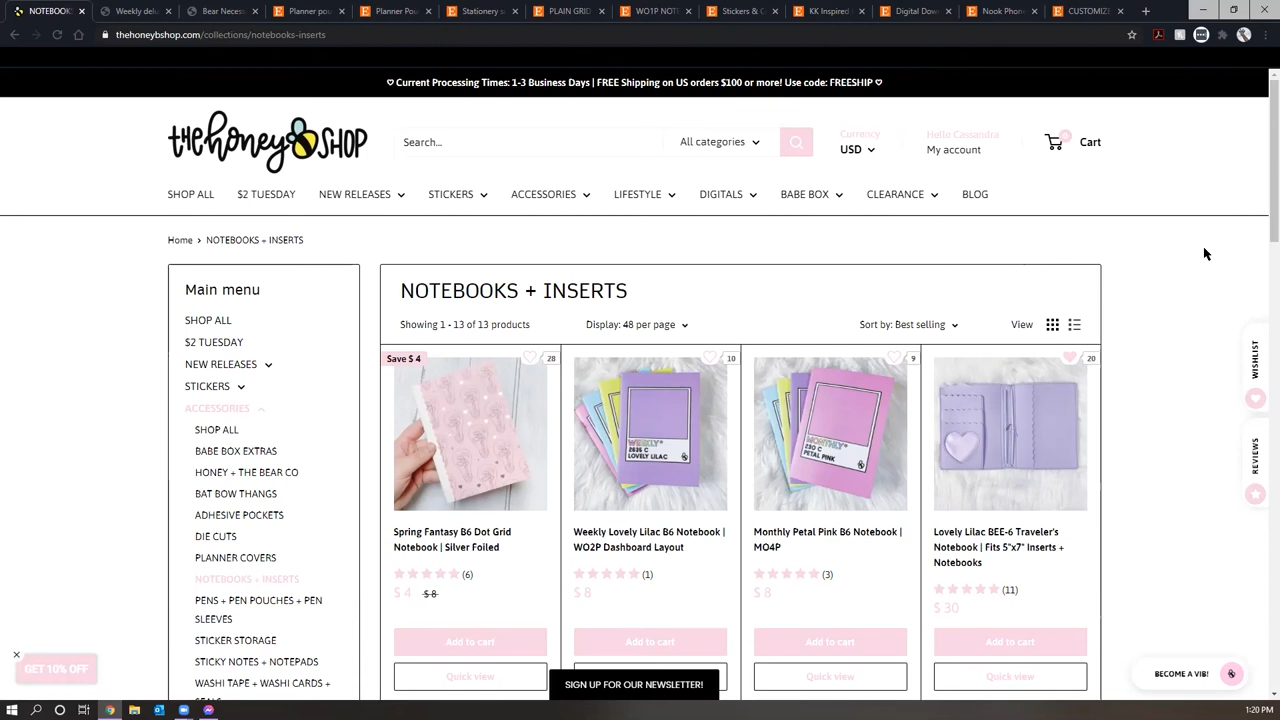 NOTEBOOKS
Weekly delu
Bear Neces
Planner pou
Planner Pou
Stationery s
PLAIN GRID
WO1P NOT
Stickers & C
KK Inspired
Digital Dow
Nook Phon
CUSTOMIZE
thehoneybshop.com/collections/notebooks-inserts
♡ Current Processing Times: 1-3 Business Days | FREE Shipping on US orders $100 or more! Use code: FREESHIP ♡
the honey SHOP
Search...
All categories
Currency
USD
Hello Cassandra
My account
0
Cart
SHOP ALL
$2 TUESDAY
NEW RELEASES
STICKERS
ACCESSORIES
LIFESTYLE
DIGITALS
BABE BOX
CLEARANCE
BLOG
Home > NOTEBOOKS + INSERTS
Main menu
SHOP ALL
$2 TUESDAY
NEW RELEASES
STICKERS
ACCESSORIES
SHOP ALL
BABE BOX EXTRAS
HONEY + THE BEAR CO
BAT BOW THANGS
ADHESIVE POCKETS
DIE CUTS
PLANNER COVERS
NOTEBOOKS + INSERTS
PENS + PEN POUCHES + PEN
SLEEVES
STICKER STORAGE
STICKY NOTES + NOTEPADS
WASHI TAPE + WASHI CARDS +
NOTEBOOKS + INSERTS
Showing 1 - 13 of 13 products
Display: 48 per page
Sort by: Best selling
View
Save $ 4
28
Spring Fantasy B6 Dot Grid
Notebook | Silver Foiled
(6)
$ 4 $ 8
Add to cart
Quick view
10
WEEKLY
2635 C
LOVELY LILAC
Weekly Lovely Lilac B6 Notebook |
WO2P Dashboard Layout
(1)
$ 8
Add to cart
9
MONTHLY
230 C
PETAL PINK
Monthly Petal Pink B6 Notebook |
MO4P
(3)
$ 8
Add to cart
Quick view
20
Lovely Lilac BEE-6 Traveler's
Notebook | Fits 5"x7" Inserts +
Notebooks
(11)
$ 30
Add to cart
Quick view
WISHLIST
REVIEWS
GET 10% OFF
SIGN UP FOR OUR NEWSLETTER!
BECOME A VIB!
1:20 PM